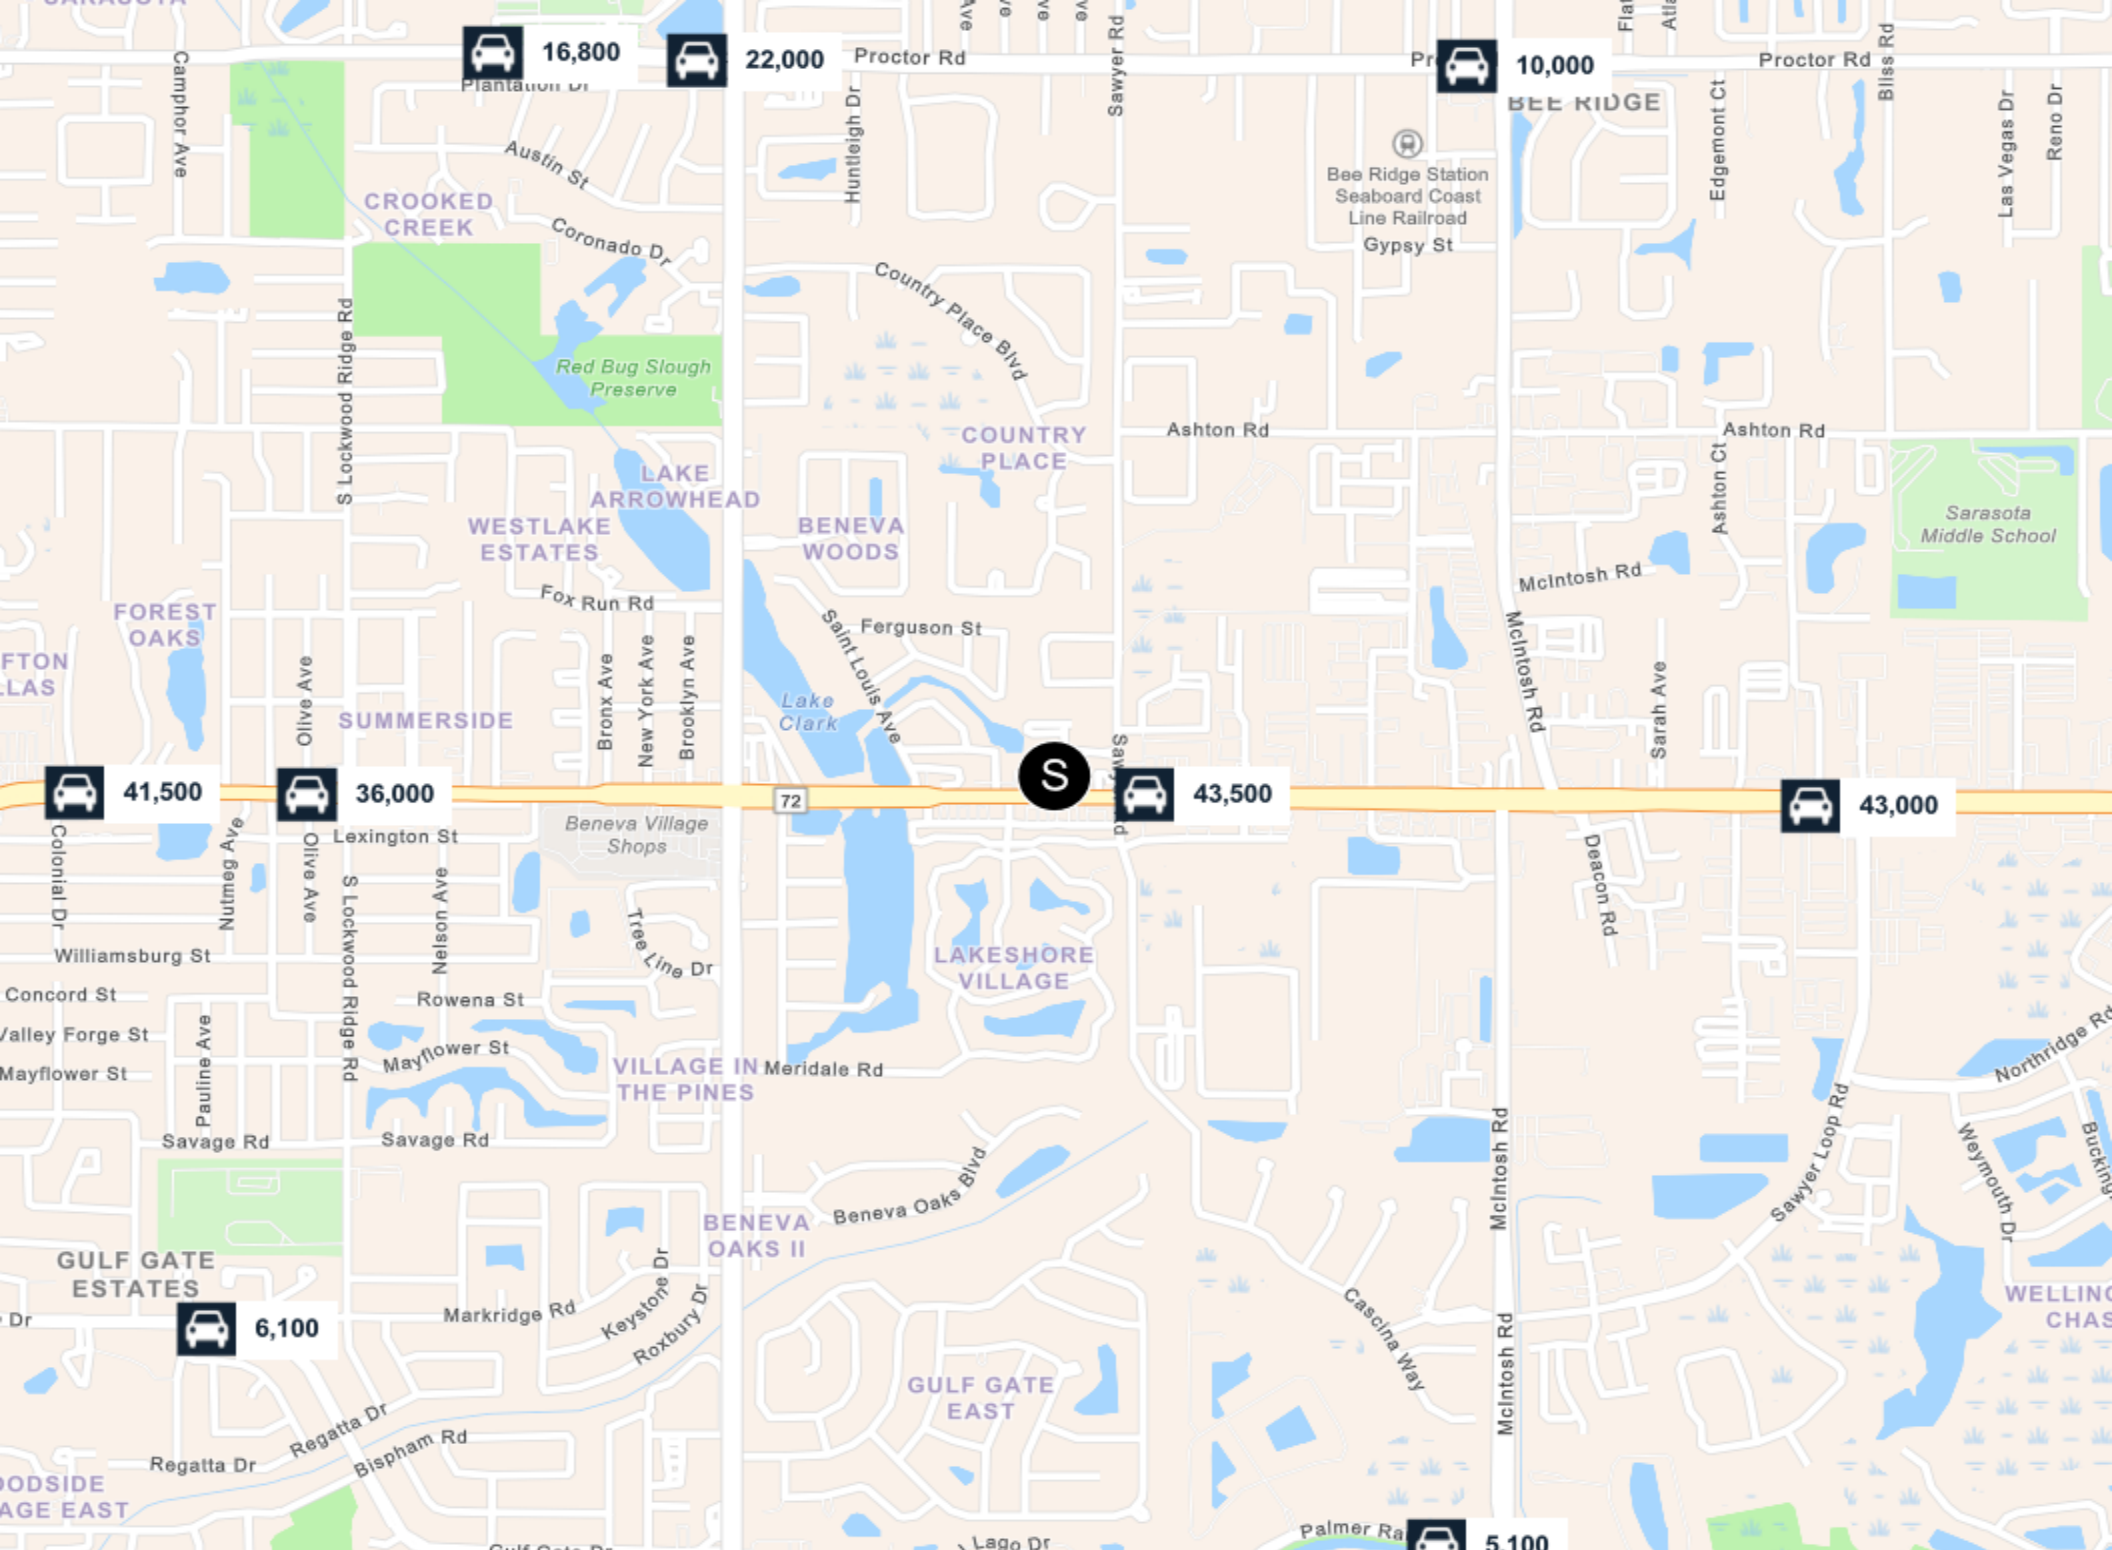 Camphor Ave
16,800
Plantation Dr
22,000
Proctor Rd
Sawyer Rd
10,000
Proctor Rd
Bliss Rd
BEE RIDGE
Huntleigh Dr
Edgemont Ct
Las Vegas Dr
Reno Dr
Austin St
CROOKED
CREEK
Coronado Dr
Bee Ridge Station
Seaboard Coast
Line Railroad
Gypsy St
Country Place Blvd
S Lockwood Ridge Rd
Red Bug Slough
Preserve
COUNTRY
PLACE
Ashton Rd
Ashton Rd
Ashton Ct
LAKE
ARROWHEAD
WESTLAKE
ESTATES
BENEVA
WOODS
Sarasota
Middle School
McIntosh Rd
Fox Run Rd
FOREST
OAKS
Ferguson St
Saint Louis Ave
McIntosh Rd
Sarah Ave
Olive Ave
Bronx Ave
New York Ave
Brooklyn Ave
SUMMERSIDE
Lake
Clark
S
41,500
36,000
72
43,500
43,000
Lexington St
Beneva Village
Shops
Colonial Dr
Nutmeg Ave
Olive Ave
S Lockwood Ridge Rd
Nelson Ave
Tree Line Dr
Deacon Rd
Williamsburg St
LAKESHORE
VILLAGE
Concord St
Rowena St
Valley Forge St
Mayflower St
Mayflower St
Pauline Ave
VILLAGE IN
THE PINES
Meridale Rd
Northridge Rd
Savage Rd
Savage Rd
McIntosh Rd
Sawyer Loop Rd
Weymouth Dr
Beneva Oaks Blvd
BENEVA
OAKS II
GULF GATE
ESTATES
Dr
6,100
Markridge Rd
Keystone Dr
Roxbury Dr
Cascina Way
McIntosh Rd
GULF GATE
EAST
Regatta Dr
Regatta Dr
Bispham Rd
AGE EAST
Lago Dr
Palmer Ra
5,100